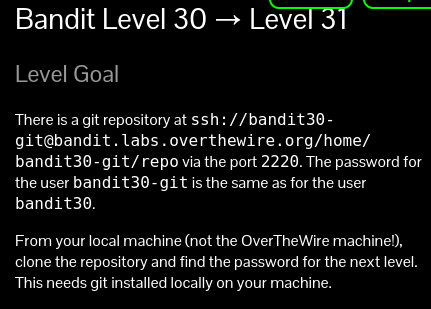 Bandit Level 30 → Level 31
Level Goal
There is a git repository at ssh://bandit30-
git@bandit.labs.overthewire.org/home/
bandit30-git/repo via the port 2220. The password for
the user bandit30-git is the same as for the user
bandit30.
From your local machine (not the OverTheWire machine!),
clone the repository and find the password for the next level.
This needs git installed locally on your machine.